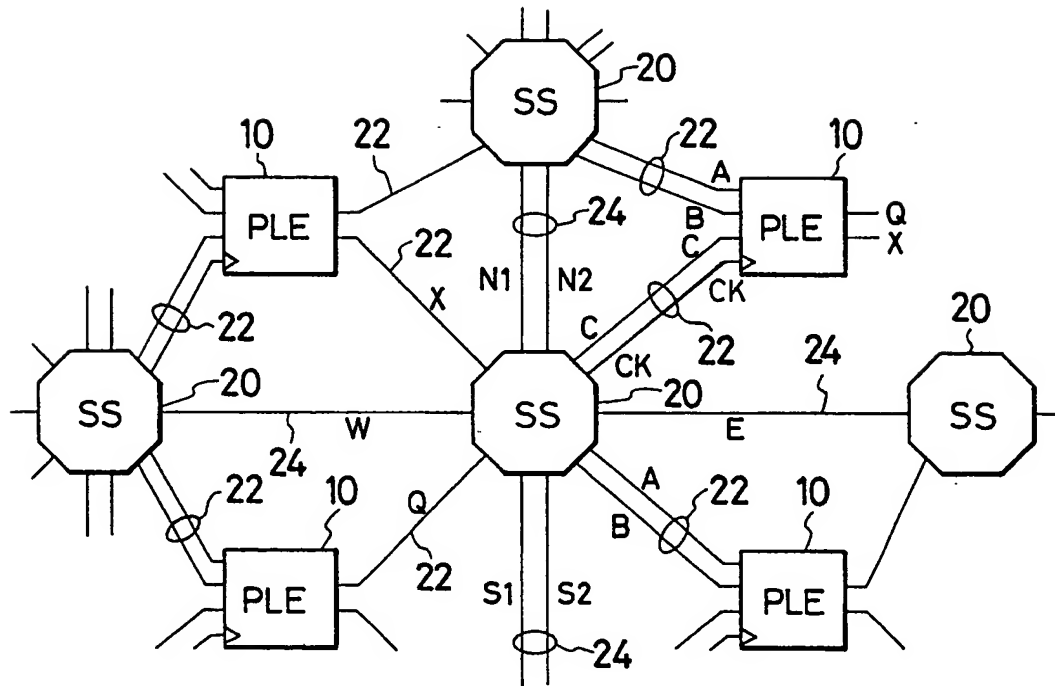 SS 20
10 22 22 10
PLE A PLE Q
24 B X
22 C
N1 N2 CK
22 X C 22 20
CK
SS 20 SS 20 24 SS
24 W E
22 10 Q A 22 10
B
PLE 22 S1 S2 PLE
24